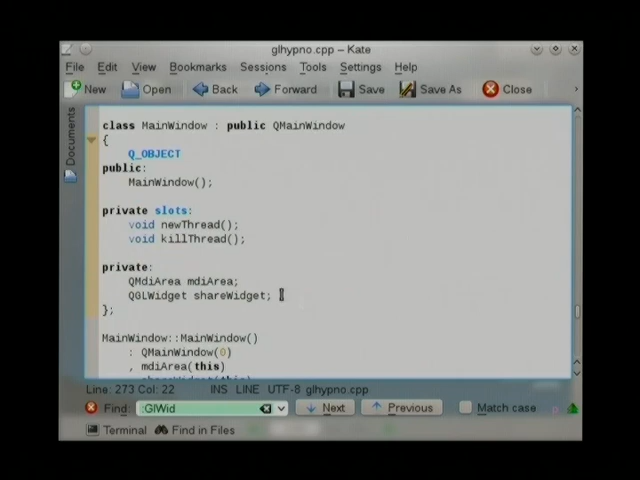 glhypno.cpp – Kate
File Edit View Bookmarks Sessions Tools Settings Help
New Open Back Forward Save Save As Close
Documents
class MainWindow : public QMainWindow
{
Q_OBJECT
public:
MainWindow();
private slots:
void newThread();
void killThread();
private:
QMdiArea mdiArea;
QGLWidget shareWidget;
};
MainWindow::MainWindow()
: QMainWindow(0)
, mdiArea(this)
, shareWidget(this)
Line: 273 Col: 22 INS LINE UTF-8 glhypno.cpp
Find: :GlWid Next Previous Match case
Terminal Find in Files